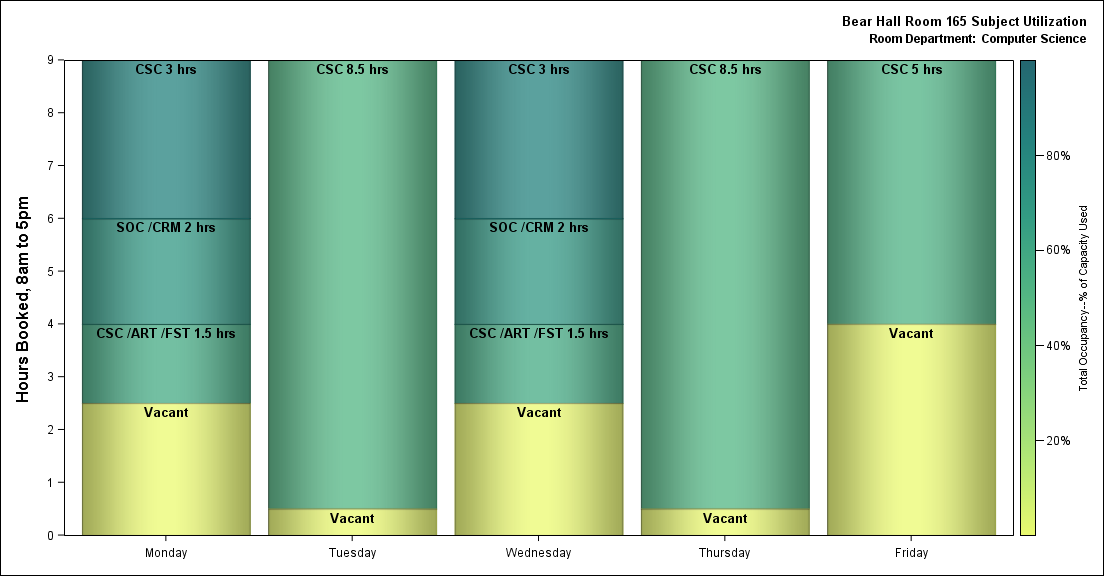 Bear Hall Room 165 Subject Utilization
Room Department: Computer Science
Hours Booked, 8am to 5pm
9
8
7
6
5
4
3
2
1
0
CSC 3 hrs
SOC /CRM 2 hrs
CSC /ART /FST 1.5 hrs
Vacant
CSC 8.5 hrs
Vacant
CSC 3 hrs
SOC /CRM 2 hrs
CSC /ART /FST 1.5 hrs
Vacant
CSC 8.5 hrs
Vacant
CSC 5 hrs
Vacant
Monday
Tuesday
Wednesday
Thursday
Friday
80%
60%
40%
20%
Total Occupancy--% of Capacity Used